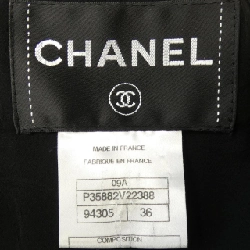 CHANEL
MADE IN FRANCE
FABRIQUE EN FRANCE
09A
P35882V22388
94305 36
COMPOSITION